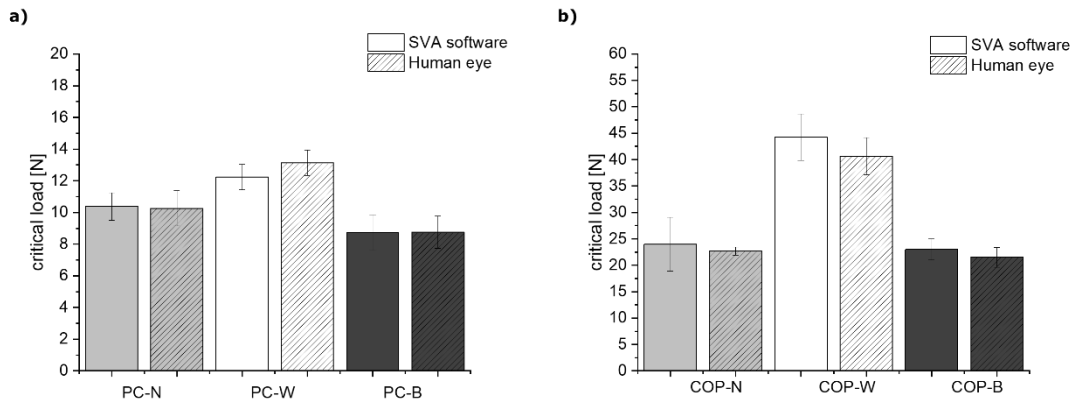 a)
critical load [N]
20
18
16
14
12
10
8
6
4
2
0
SVA software
Human eye
PC-N PC-W PC-B
b)
critical load [N]
60
55
50
45
40
35
30
25
20
15
10
5
0
SVA software
Human eye
COP-N COP-W COP-B